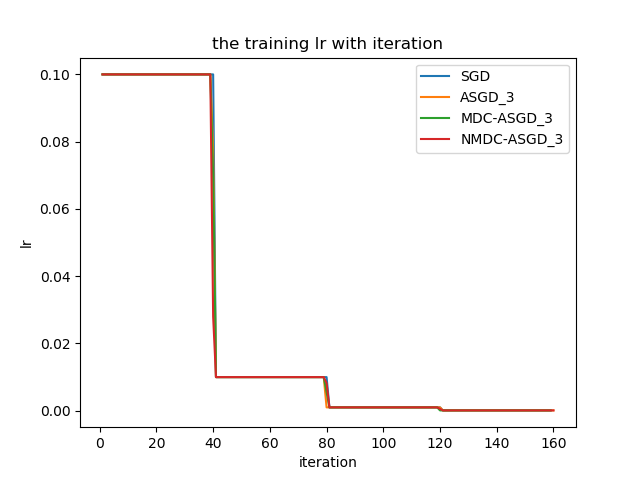 the training lr with iteration
SGD
ASGD_3
MDC-ASGD_3
NMDC-ASGD_3
lr
0.10
0.08
0.06
0.04
0.02
0.00
0 20 40 60 80 100 120 140 160
iteration